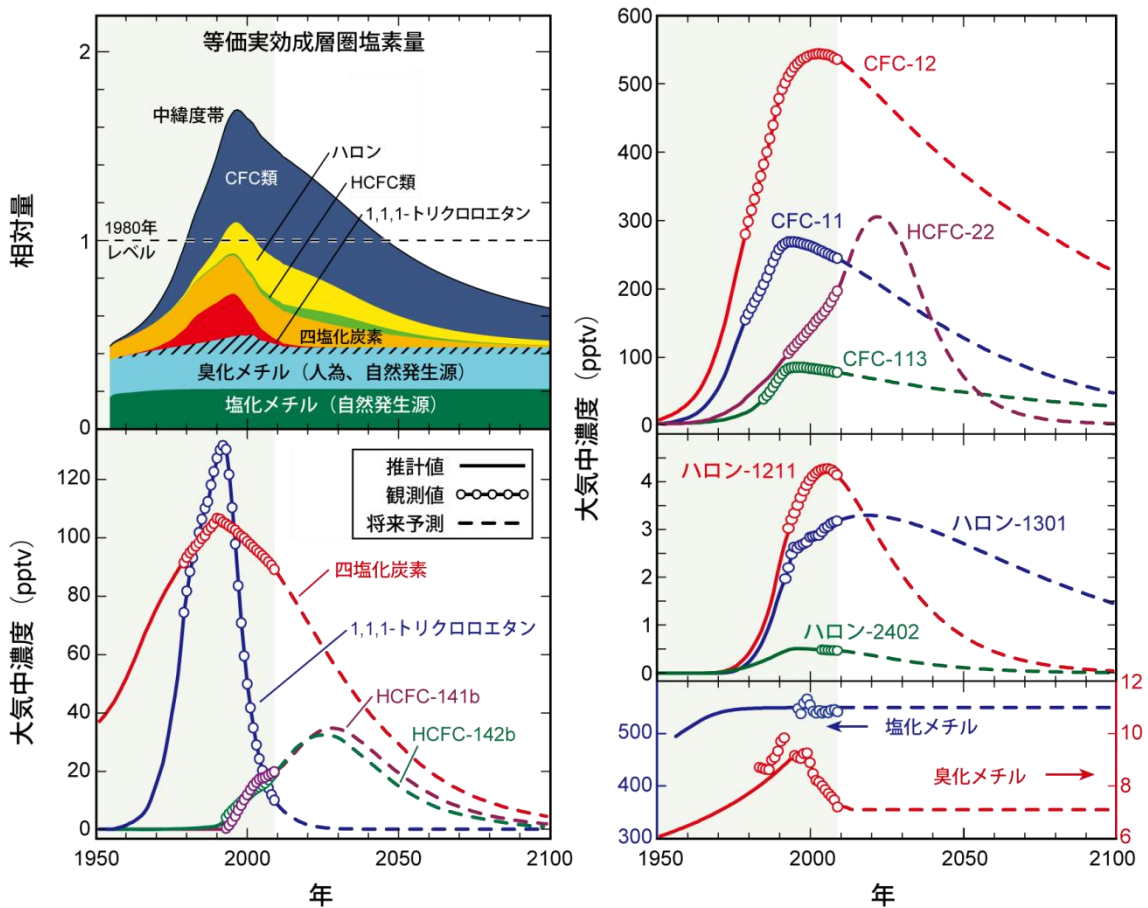 等価実効成層圏塩素量
2
1
0
相対量
中緯度帯
CFC類
ハロン
HCFC類
1,1,1-トリクロロエタン
1980年
レベル
四塩化炭素
臭化メチル（人為、自然発生源）
塩化メチル（自然発生源）
120
100
80
60
40
20
0
大気中濃度（pptv）
推計値
観測値
将来予測
四塩化炭素
1,1,1-トリクロロエタン
HCFC-141b
HCFC-142b
1950
2000
2050
2100
年
600
500
400
300
200
100
0
大気中濃度（pptv）
CFC-12
CFC-11
HCFC-22
CFC-113
4
3
2
1
0
ハロン-1211
ハロン-1301
ハロン-2402
550
500
450
400
300
12
10
8
6
塩化メチル
臭化メチル
1950
2000
2050
2100
年